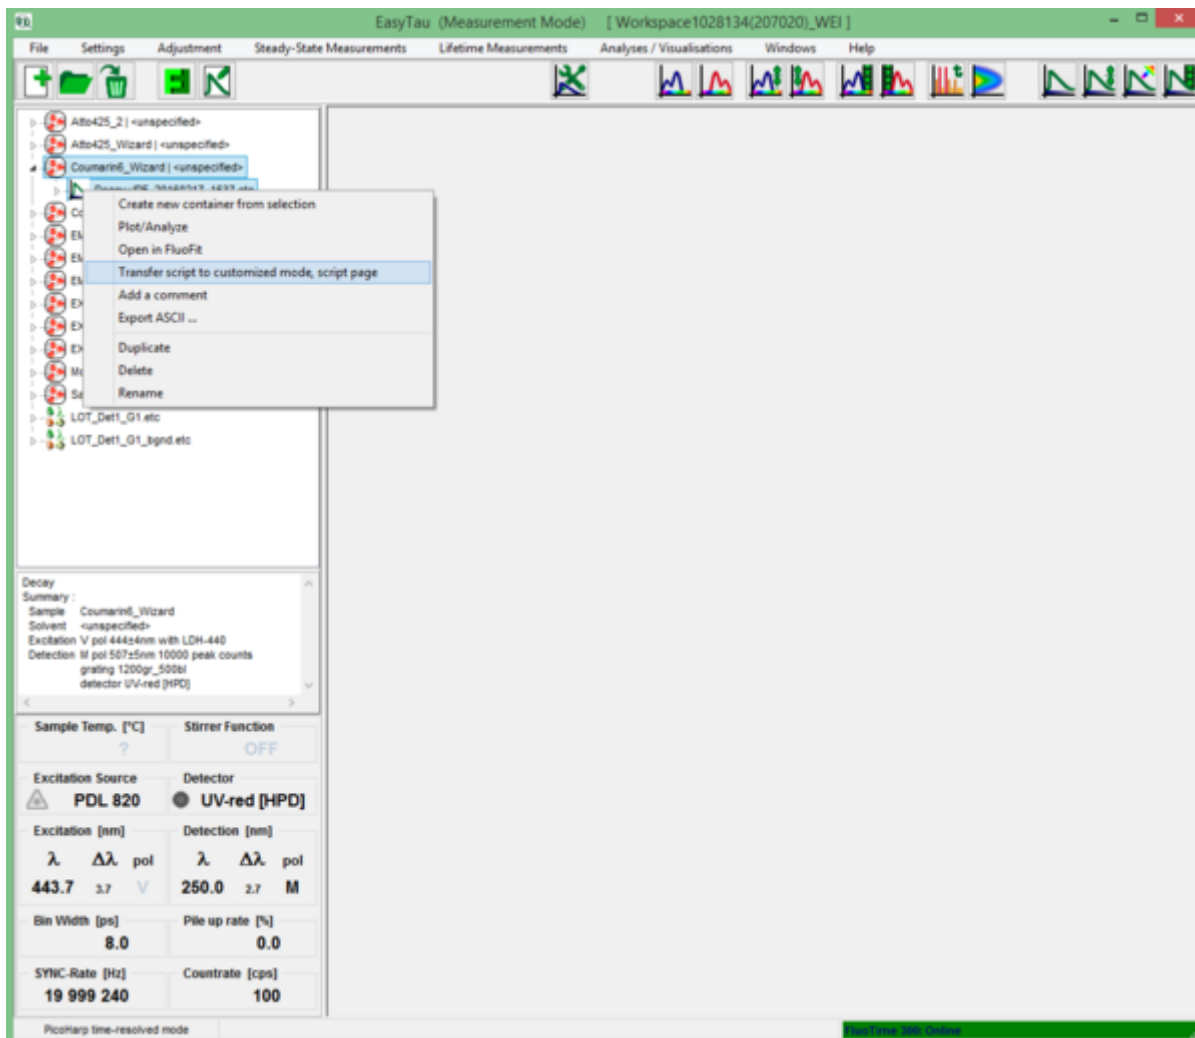 EasyTau (Measurement Mode) [ Workspace1028134(207020)_WEI ]
File Settings Adjustment Steady-State Measurements Lifetime Measurements Analyses / Visualisations Windows Help
Atto425_2 | <unspecified>
Atto425_Wizard | <unspecified>
Coumarin6_Wizard | <unspecified>
Create new container from selection
Plot/Analyze
Open in FluoFit
Transfer script to customized mode, script page
Add a comment
Export ASCII ...
Duplicate
Delete
Rename
LOT_Det1_G1.etc
LOT_Det1_G1_bgnd.etc
Decay
Summary :
Sample Coumarin6_Wizard
Solvent <unspecified>
Excitation V pol 444±4nm with LDH-440
Detection M pol 507±5nm 10000 peak counts
grating 1200gr_500bl
detector UV-red [HPD]
Sample Temp. [°C] Stirrer Function
? OFF
Excitation Source Detector
PDL 820 UV-red [HPD]
Excitation [nm] Detection [nm]
λ Δλ pol λ Δλ pol
443.7 3.7 V 250.0 2.7 M
Bin Width [ps] Pile up rate [%]
8.0 0.0
SYNC-Rate [Hz] Countrate [cps]
19 999 240 100
PicoHarp time-resolved mode FluoTime 300: Online